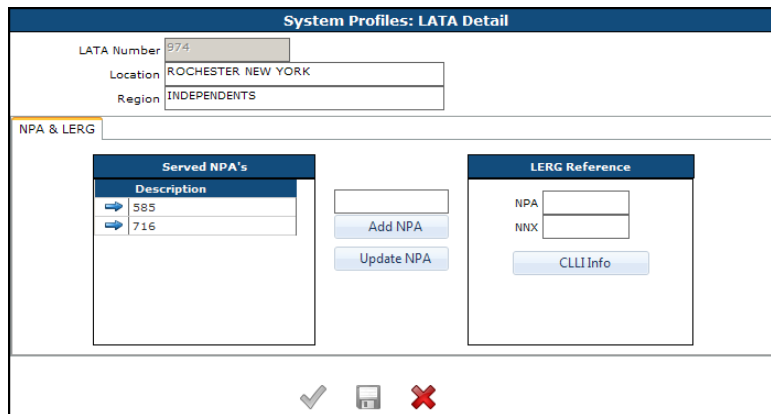 System Profiles: LATA Detail
LATA Number 974
Location ROCHESTER NEW YORK
Region INDEPENDENTS
NPA & LERG
Served NPA's
Description
585
716
Add NPA
Update NPA
LERG Reference
NPA
NNX
CLLI Info